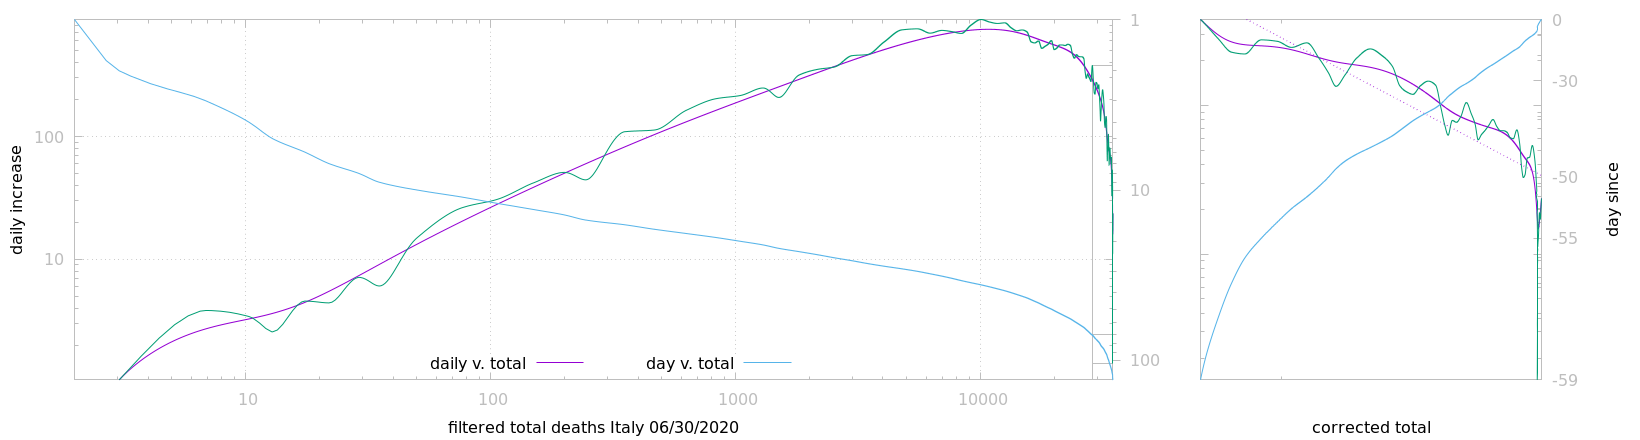 daily increase
100
10
10
100
1000
10000
1
10
100
daily v. total
day v. total
filtered total deaths Italy 06/30/2020
0
-30
-50
-55
-59
day since
corrected total